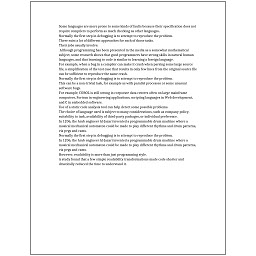 Some languages are more prone to some kinds of faults because their specification does not
require compilers to perform as much checking as other languages.
Normally the first step in debugging is to attempt to reproduce the problem.
There exist a lot of different approaches for each of those tasks.
Their jobs usually involve:
Although programming has been presented in the media as a somewhat mathematical
subject, some research shows that good programmers have strong skills in natural human
languages, and that learning to code is similar to learning a foreign language.
For example, when a bug in a compiler can make it crash when parsing some large source
file, a simplification of the test case that results in only few lines from the original source file
can be sufficient to reproduce the same crash.
Normally the first step in debugging is to attempt to reproduce the problem.
This can be a non-trivial task, for example as with parallel processes or some unusual
software bugs.
For example, COBOL is still strong in corporate data centers often on large mainframe
computers, Fortran in engineering applications, scripting languages in Web development,
and C in embedded software.
Use of a static code analysis tool can help detect some possible problems.
The choice of language used is subject to many considerations, such as company policy,
suitability to task, availability of third-party packages, or individual preference.
In 1206, the Arab engineer Al-Jazari invented a programmable drum machine where a
musical mechanical automaton could be made to play different rhythms and drum patterns,
via pegs and cams.
Normally the first step in debugging is to attempt to reproduce the problem.
In 1206, the Arab engineer Al-Jazari invented a programmable drum machine where a
musical mechanical automaton could be made to play different rhythms and drum patterns,
via pegs and cams.
However, readability is more than just programming style.
A study found that a few simple readability transformations made code shorter and
drastically reduced the time to understand it.